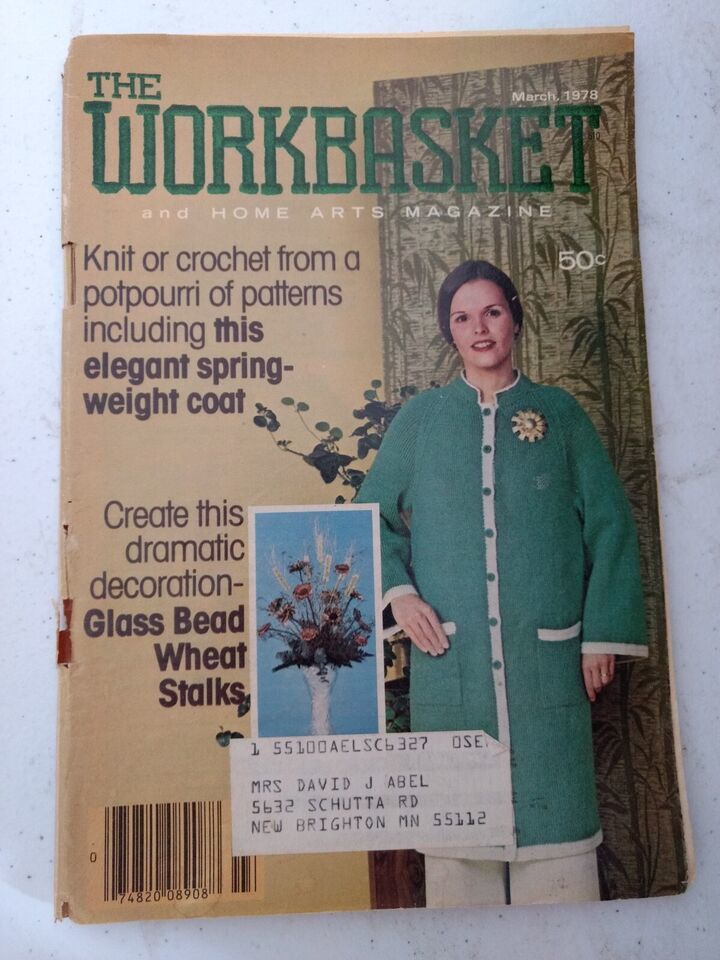 THE
March, 1978
WORKBASKET
and HOME ARTS MAGAZINE
50c
Knit or crochet from a
potpourri of patterns
including this
elegant spring-
weight coat
Create this
dramatic
decoration-
Glass Bead
Wheat
Stalks
1 55100AELSC6327 OSE
MRS DAVID J ABEL
5632 SCHUTTA RD
NEW BRIGHTON MN 55112
0
74820 08908